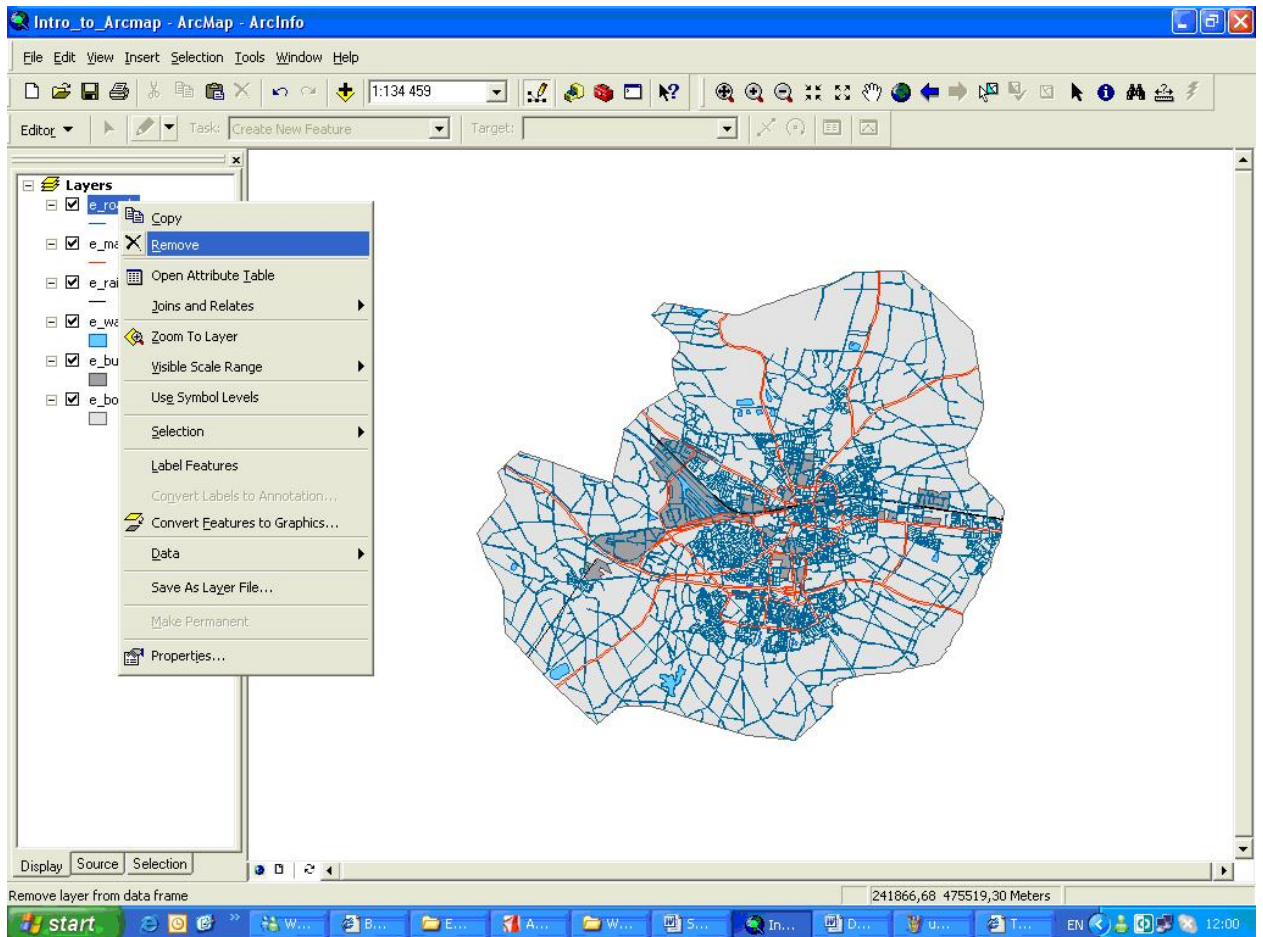 Intro_to_Arcmap - ArcMap - ArcInfo
File Edit View Insert Selection Tools Window Help
1:134 459
Editor Task: Create New Feature Target:
Layers
e_road
e_ma
e_rai
e_wa
e_bu
e_bo
Copy
Remove
Open Attribute Table
Joins and Relates
Zoom To Layer
Visible Scale Range
Use Symbol Levels
Selection
Label Features
Convert Labels to Annotation...
Convert Features to Graphics...
Data
Save As Layer File...
Make Permanent
Properties...
Display Source Selection
Remove layer from data frame 241866,68 475519,30 Meters
start W... B... E... A... W... S... In... D... u... T... EN 12:00